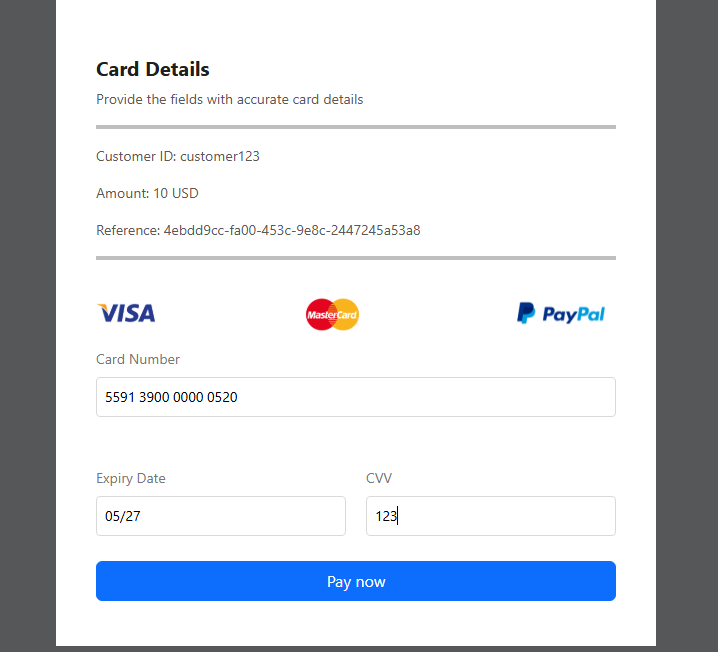 Card Details
Provide the fields with accurate card details
Customer ID: customer123
Amount: 10 USD
Reference: 4ebdd9cc-fa00-453c-9e8c-2447245a53a8
VISA MasterCard PayPal
Card Number
5591 3900 0000 0520
Expiry Date CVV
05/27 123
Pay now